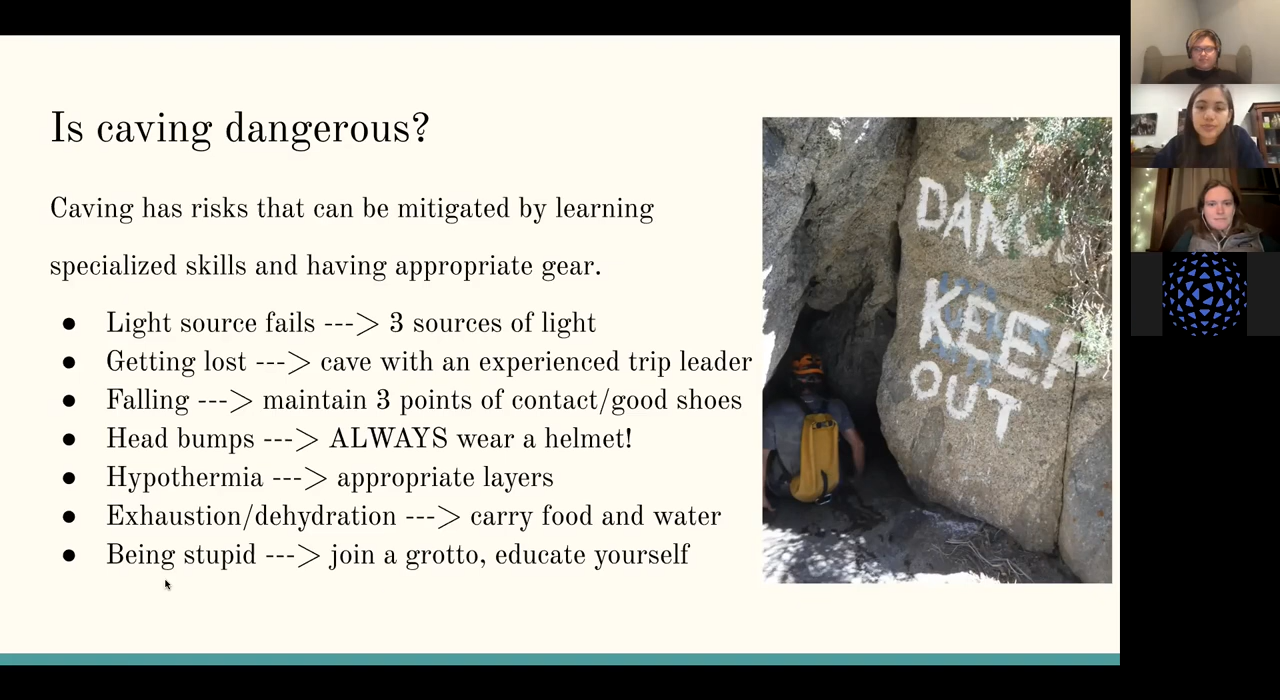 Is caving dangerous?
Caving has risks that can be mitigated by learning
specialized skills and having appropriate gear.
● Light source fails ---> 3 sources of light
● Getting lost ---> cave with an experienced trip leader
● Falling ---> maintain 3 points of contact/good shoes
● Head bumps ---> ALWAYS wear a helmet!
● Hypothermia ---> appropriate layers
● Exhaustion/dehydration ---> carry food and water
● Being stupid ---> join a grotto, educate yourself
KEEP
OUT